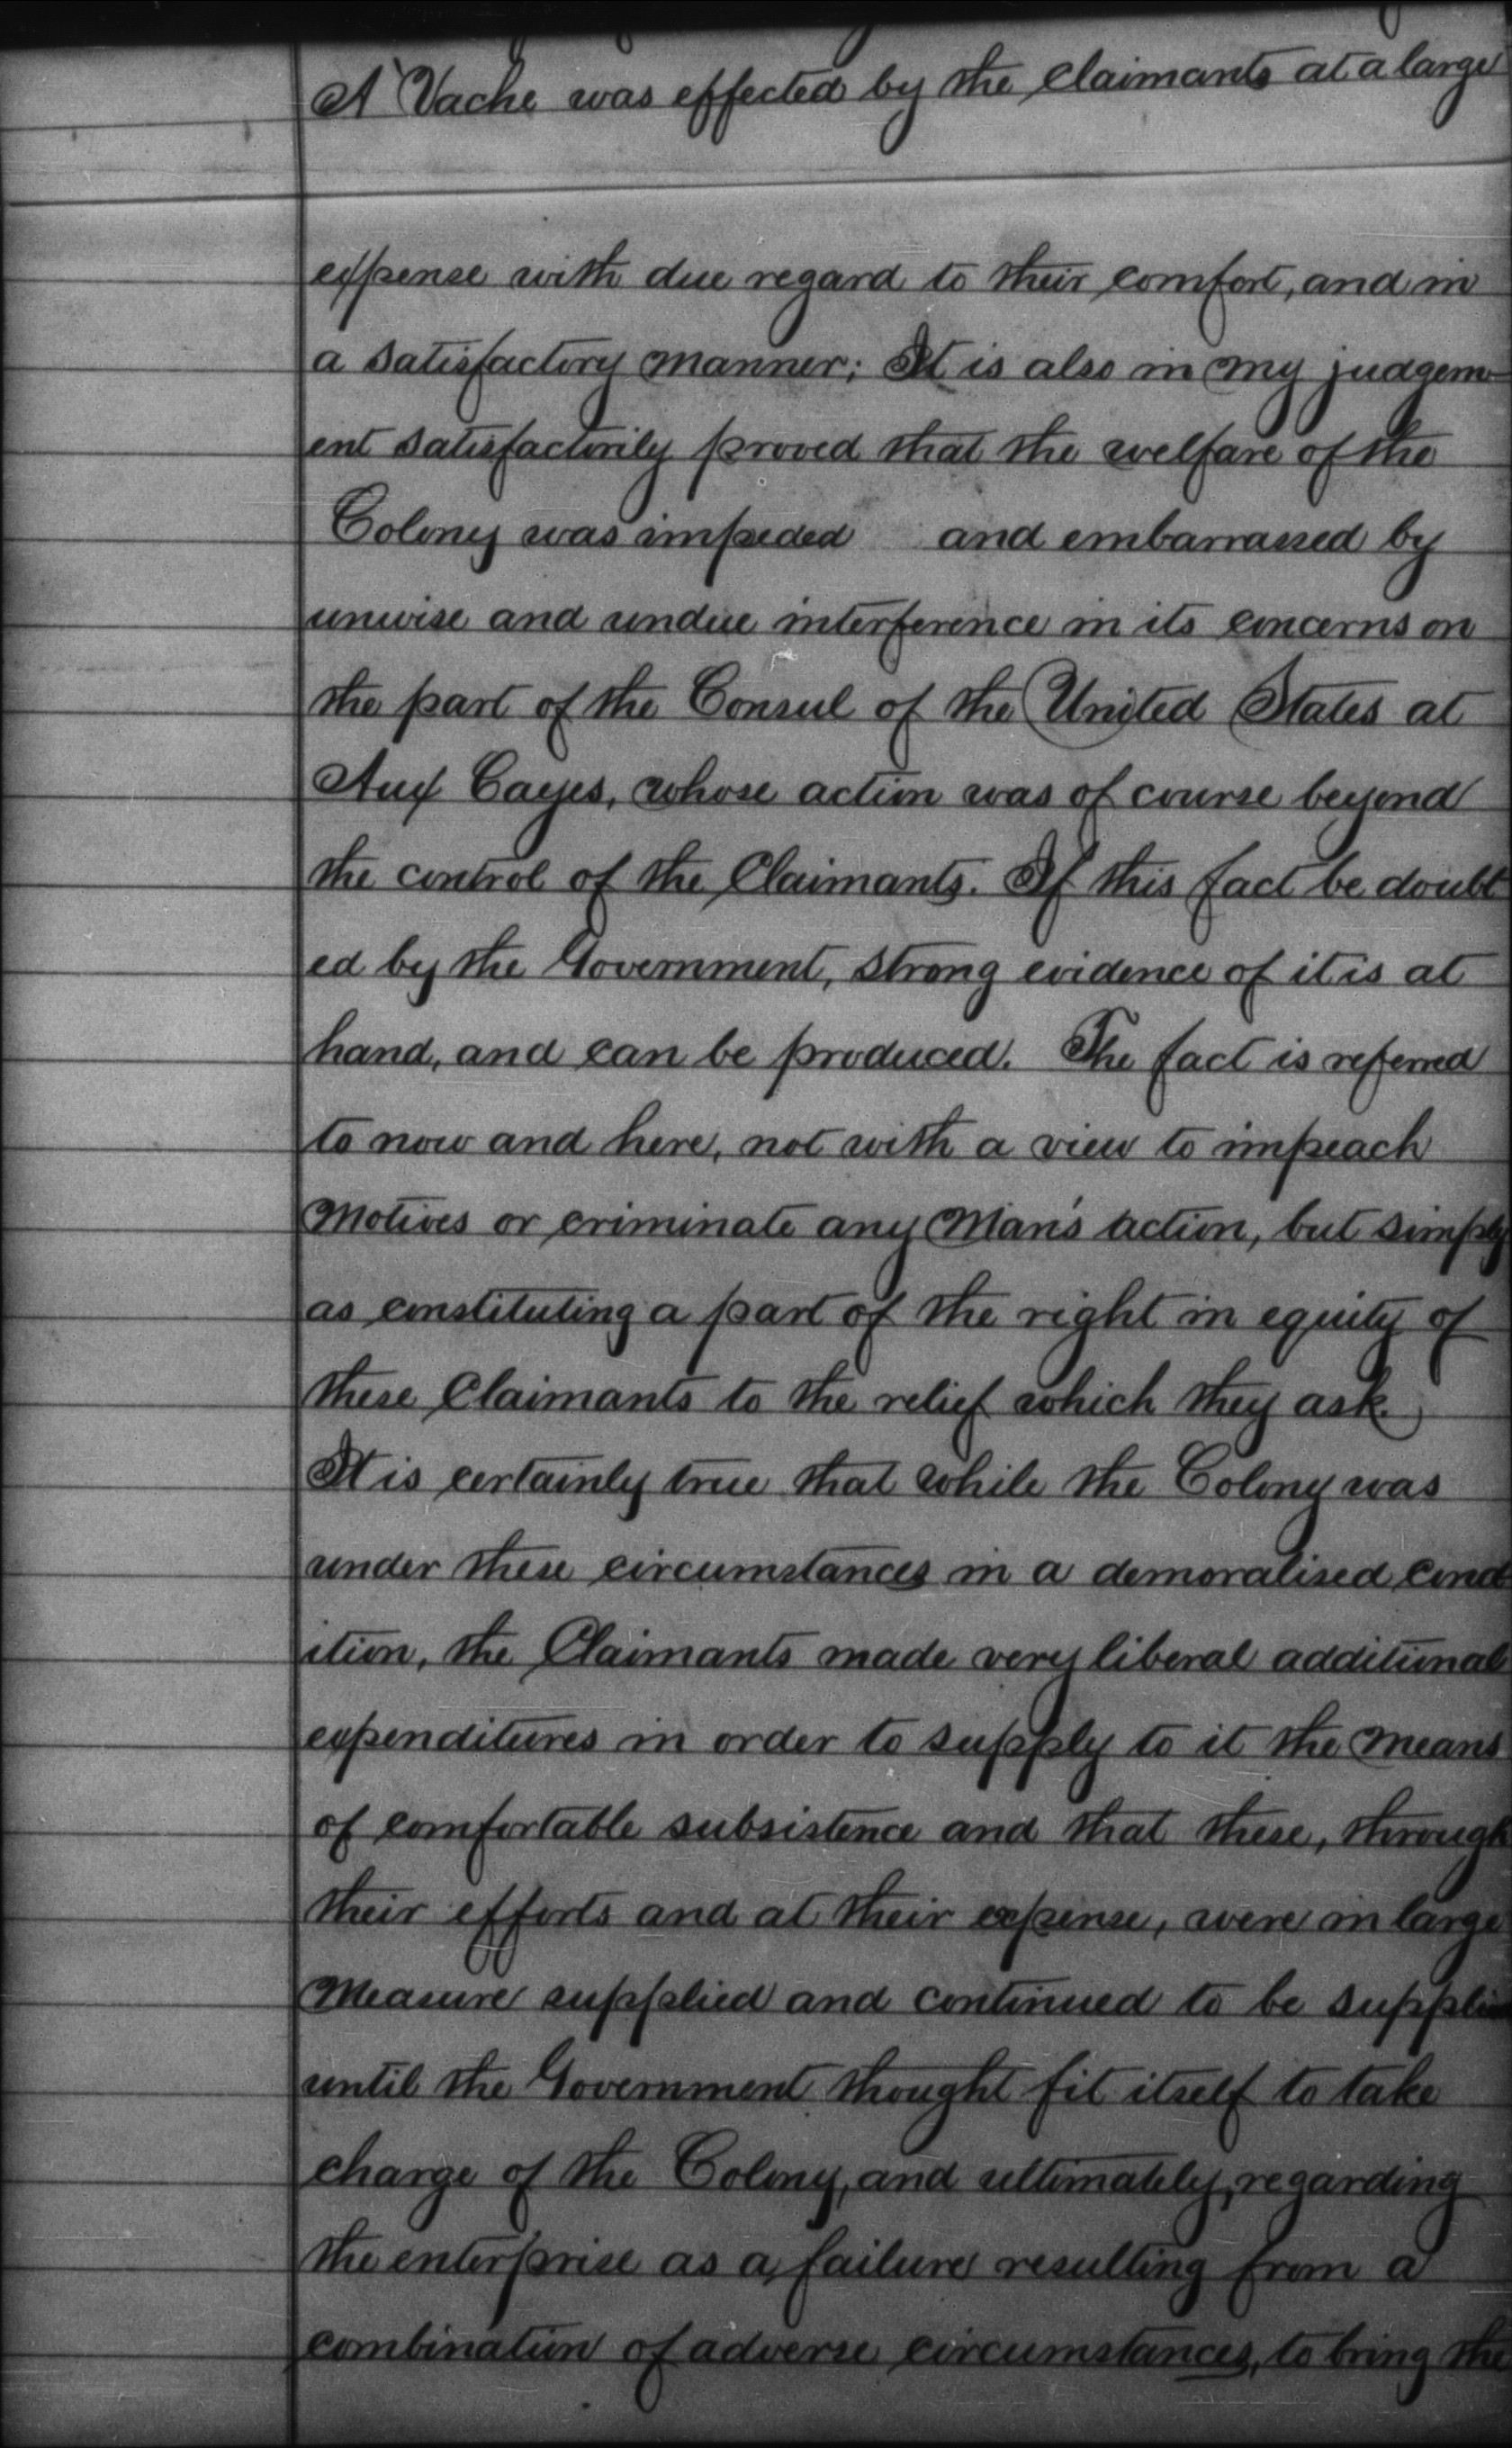 A Vache was effected by the Claimants at a large
expense with due regard to their comfort, and in
a satisfactory manner; It is also in my judgem-
ent satisfactorily proved that the welfare of the
Colony was impeded and embarrassed by
unwise and undue interference in its concerns on
the part of the Consul of the United States at
Aux Cayes, whose action was of course beyond
the control of the Claimants. If this fact be doubt
ed by the Government, strong evidence of it is at
hand, and can be produced. The fact is referred
to now and here, not with a view to impeach
Motives or criminate any Man's action, but simply
as constituting a part of the right in equity of
these Claimants to the relief which they ask.
It is certainly true that while the Colony was
under these circumstances in a demoralised cond-
ition, the Claimants made very liberal additional
expenditures in order to supply to it the Means
of comfortable subsistence and that these, through
their efforts and at their expense, were in large
Measure supplied and continued to be supplied
until the Government thought fit itself to take
charge of the Colony, and ultimately, regarding
the enterprise as a failure resulting from a
combination of adverse circumstances, to bring the